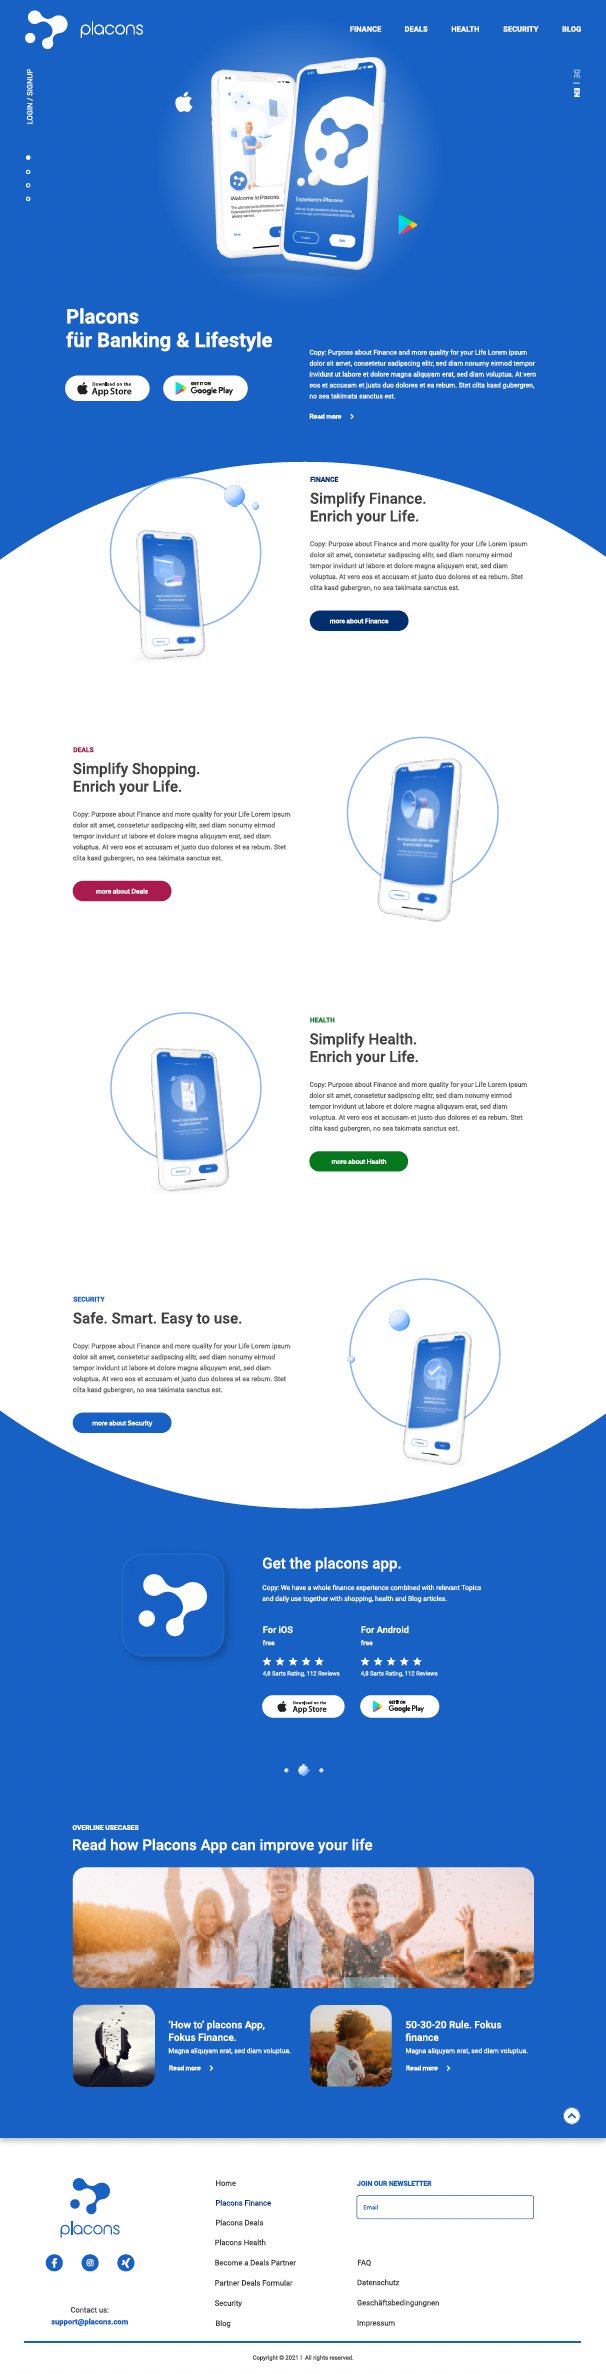 placons
FINANCE
DEALS
HEALTH
SECURITY
BLOG
LOGIN / SIGNUP
DE | EN
Welcome to Placons
Experience Placons
Placons
für Banking & Lifestyle
Download on the
App Store
GET IT ON
Google Play
Copy: Purpose about Finance and more quality for your Life Lorem ipsum
dolor sit amet, consetetur sadipscing elitr, sed diam nonumy eirmod tempor
invidunt ut labore et dolore magna aliquyam erat, sed diam voluptua. At vero
eos et accusam et justo duo dolores et ea rebum. Stet clita kasd gubergren,
no sea takimata sanctus est.
Read more
FINANCE
Simplify Finance.
Enrich your Life.
Copy: Purpose about Finance and more quality for your Life Lorem ipsum
dolor sit amet, consetetur sadipscing elitr, sed diam nonumy eirmod
tempor invidunt ut labore et dolore magna aliquyam erat, sed diam
voluptua. At vero eos et accusam et justo duo dolores et ea rebum. Stet
clita kasd gubergren, no sea takimata sanctus est.
more about Finance
DEALS
Simplify Shopping.
Enrich your Life.
Copy: Purpose about Finance and more quality for your Life Lorem ipsum
dolor sit amet, consetetur sadipscing elitr, sed diam nonumy eirmod
tempor invidunt ut labore et dolore magna aliquyam erat, sed diam
voluptua. At vero eos et accusam et justo duo dolores et ea rebum. Stet
clita kasd gubergren, no sea takimata sanctus est.
more about Deals
HEALTH
Simplify Health.
Enrich your Life.
Copy: Purpose about Finance and more quality for your Life Lorem ipsum
dolor sit amet, consetetur sadipscing elitr, sed diam nonumy eirmod
tempor invidunt ut labore et dolore magna aliquyam erat, sed diam
voluptua. At vero eos et accusam et justo duo dolores et ea rebum. Stet
clita kasd gubergren, no sea takimata sanctus est.
more about Health
SECURITY
Safe. Smart. Easy to use.
Copy: Purpose about Finance and more quality for your Life Lorem ipsum
dolor sit amet, consetetur sadipscing elitr, sed diam nonumy eirmod
tempor invidunt ut labore et dolore magna aliquyam erat, sed diam
voluptua. At vero eos et accusam et justo duo dolores et ea rebum. Stet
clita kasd gubergren, no sea takimata sanctus est.
more about Security
Get the placons app.
Copy: We have a whole finance experience combined with relevant Topics
and daily use together with shopping, health and Blog articles.
For iOS
free
4,8 Sarts Rating, 112 Reviews
Download on the
App Store
For Android
free
4,8 Sarts Rating, 112 Reviews
GET IT ON
Google Play
OVERLINE USECASES
Read how Placons App can improve your life
'How to' placons App,
Fokus Finance.
Magna aliquyam erat, sed diam voluptua.
Read more
50-30-20 Rule. Fokus
finance
Magna aliquyam erat, sed diam voluptua.
Read more
placons
Contact us:
support@placons.com
Home
Placons Finance
Placons Deals
Placons Health
Become a Deals Partner
Partner Deals Formular
Security
Blog
JOIN OUR NEWSLETTER
Email
FAQ
Datenschutz
Geschäftsbedingungnen
Impressum
Copyright © 2021 | All rights reserved.